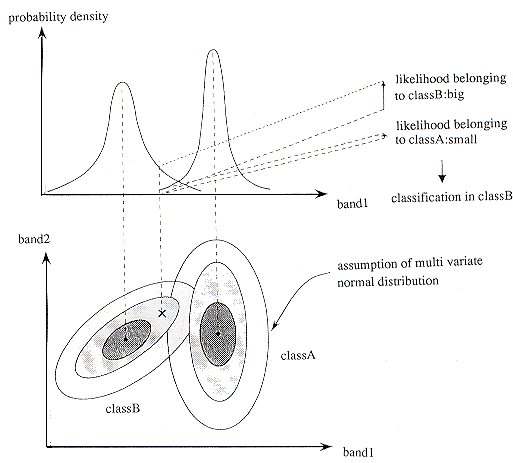 probability density
likelihood belonging
to classB:big
likelihood belonging
to classA:small
band1
classification in classB
band2
assumption of multi variate
normal distribution
classA
classB
band1